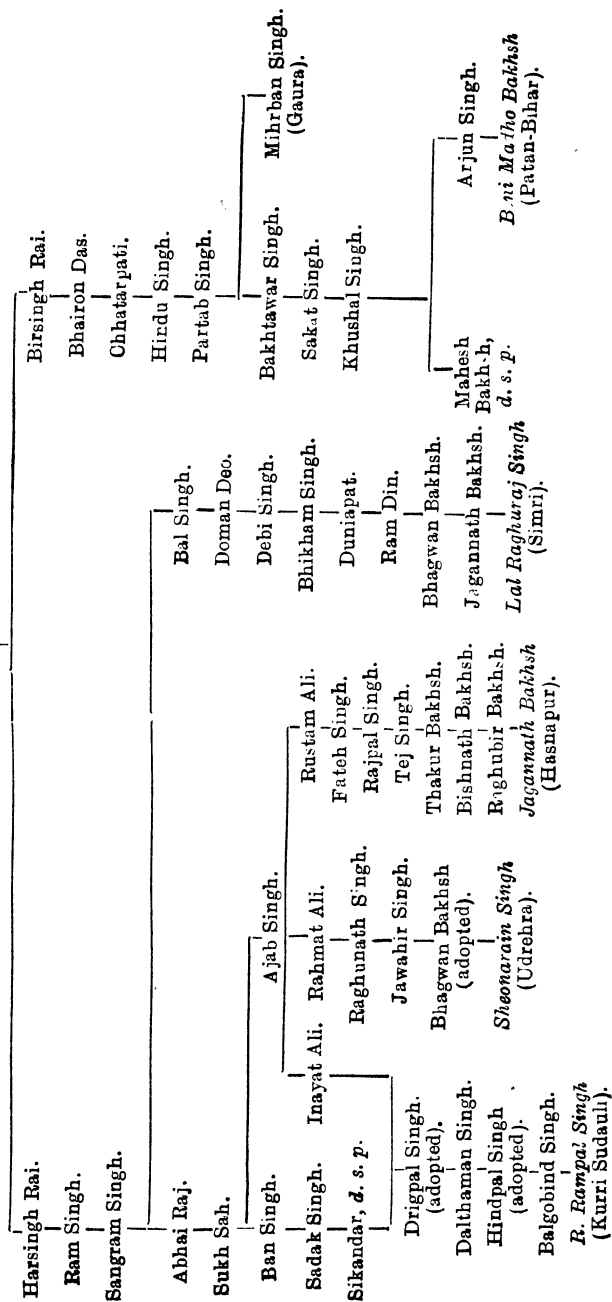 Harsingh Rai.
Ram Singh.
Sangram Singh.
Abhai Raj.
Sukh Sah.
Ban Singh.
Sadak Singh.
Sikandar, d. s. p.
Ajab Singh.
Inayat Ali.
Drigpal Singh.
(adopted).
Dalthaman Singh.
Hindpal Singh
(adopted).
Balgobind Singh.
R. Rampal Singh
(Kurri Sudauli).
Rahmat Ali.
Raghunath Singh.
Jawahir Singh.
Bhagwan Bakhsh
(adopted).
Sheonarain Singh
(Udrehra).
Rustam Ali.
Fateh Singh.
Rajpal Singh.
Tej Singh.
Thakur Bakhsh.
Bishnath Bakhsh.
Raghubir Bakhsh.
Jagannath Bakhsh
(Hasnapur).
Bal Singh.
Doman Deo.
Debi Singh.
Bhikham Singh.
Duniapat.
Ram Din.
Bhagwan Bakhsh.
Jagannath Bakhsh.
Lal Raghuraj Singh
(Simri).
Birsingh Rai.
Bhairon Das.
Chhatarpati.
Hindu Singh.
Partab Singh.
Bakhtawar Singh.
Sakat Singh.
Khushal Singh.
Mahesh
Bakhsh,
d. s. p.
Arjun Singh.
Beni Madho Bakhsh
(Patan-Bihar).
Mihrban Singh.
(Gaura).